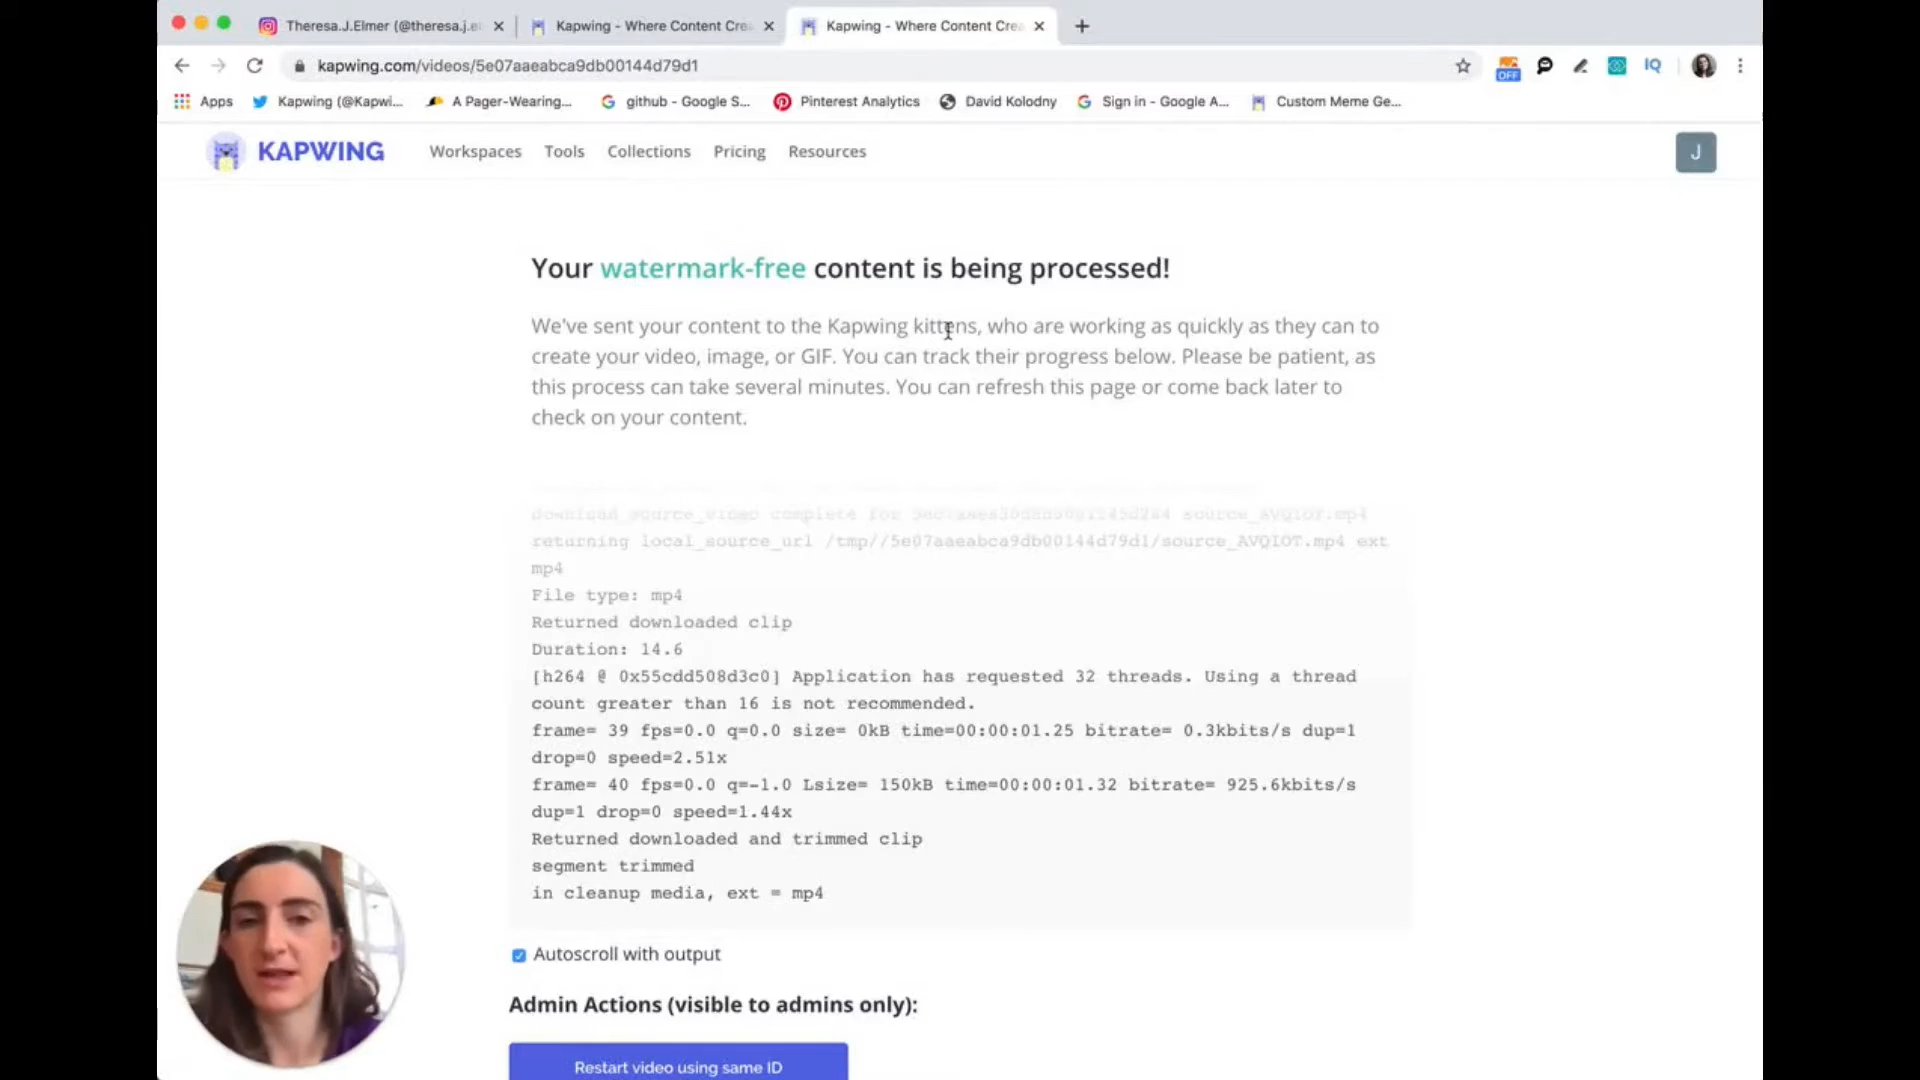 Theresa.J.Elmer (@theresa.j.el
Kapwing - Where Content Crea
Kapwing - Where Content Crea
kapwing.com/videos/5e07aaeabca9db00144d79d1
OFF
IQ
Apps
Kapwing (@Kapwi...
A Pager-Wearing...
github - Google S...
Pinterest Analytics
David Kolodny
Sign in - Google A...
Custom Meme Ge...
KAPWING
Workspaces
Tools
Collections
Pricing
Resources
J
Your watermark-free content is being processed!
We've sent your content to the Kapwing kittens, who are working as quickly as they can to
create your video, image, or GIF. You can track their progress below. Please be patient, as
this process can take several minutes. You can refresh this page or come back later to
check on your content.
download_source_video complete for source_AVQIOT.mp4
returning local_source_url /tmp//5e07aaeabca9db00144d79d1/source_AVQIOT.mp4 ext
mp4
File type: mp4
Returned downloaded clip
Duration: 14.6
[h264 @ 0x55cdd508d3c0] Application has requested 32 threads. Using a thread
count greater than 16 is not recommended.
frame= 39 fps=0.0 q=0.0 size= 0kB time=00:00:01.25 bitrate= 0.3kbits/s dup=1
drop=0 speed=2.51x
frame= 40 fps=0.0 q=-1.0 Lsize= 150kB time=00:00:01.32 bitrate= 925.6kbits/s
dup=1 drop=0 speed=1.44x
Returned downloaded and trimmed clip
segment trimmed
in cleanup media, ext = mp4
Autoscroll with output
Admin Actions (visible to admins only):
Restart video using same ID